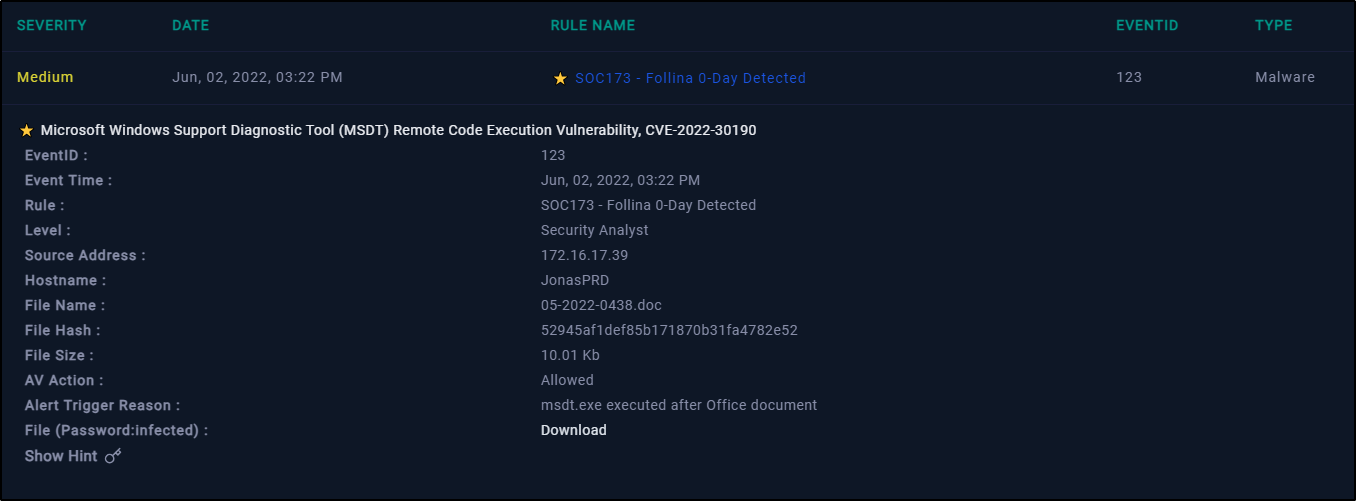 SEVERITY DATE RULE NAME EVENTID TYPE
Medium Jun, 02, 2022, 03:22 PM SOC173 - Follina 0-Day Detected 123 Malware
Microsoft Windows Support Diagnostic Tool (MSDT) Remote Code Execution Vulnerability, CVE-2022-30190
EventID : 123
Event Time : Jun, 02, 2022, 03:22 PM
Rule : SOC173 - Follina 0-Day Detected
Level : Security Analyst
Source Address : 172.16.17.39
Hostname : JonasPRD
File Name : 05-2022-0438.doc
File Hash : 52945af1def85b171870b31fa4782e52
File Size : 10.01 Kb
AV Action : Allowed
Alert Trigger Reason : msdt.exe executed after Office document
File (Password:infected) : Download
Show Hint